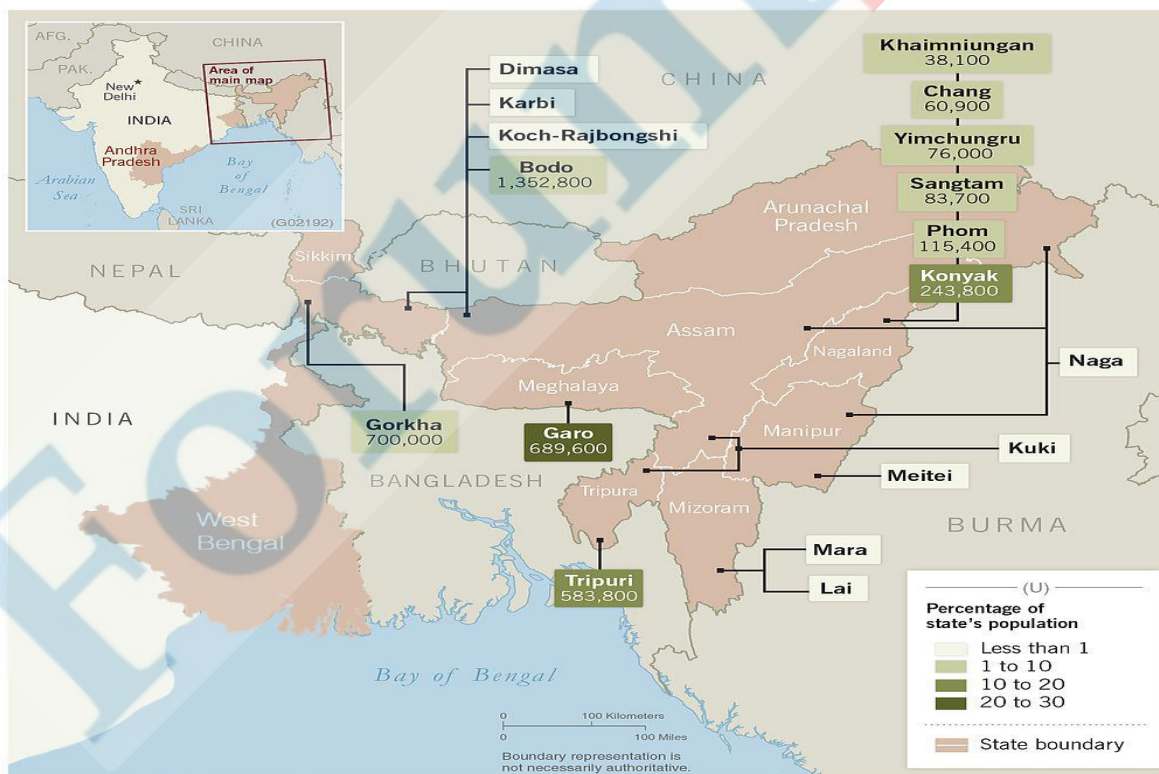 AFG.
CHINA
PAK.
Area of
main map
New
Delhi
INDIA
Andhra
Pradesh
Bay
of
Bengal
Arabian
Sea
SRI
LANKA
(G02192)
Dimasa
Karbi
Koch-Rajbongshi
Bodo
1,352,800
CHINA
Khaimniungan
38,100
Chang
60,900
Yimchungru
76,000
Sangtam
83,700
Phom
115,400
Konyak
243,800
Arunachal
Pradesh
NEPAL
Sikkim
BHUTAN
Assam
Nagaland
Naga
Meghalaya
INDIA
Gorkha
700,000
Garo
689,600
Manipur
Kuki
Meitei
BANGLADESH
Tripura
Mizoram
BURMA
West
Bengal
Mara
Lai
Tripuri
583,800
Bay of Bengal
0 100 Kilometers
0 100 Miles
Boundary representation is
not necessarily authoritative.
(U)
Percentage of
state's population
Less than 1
1 to 10
10 to 20
20 to 30
State boundary